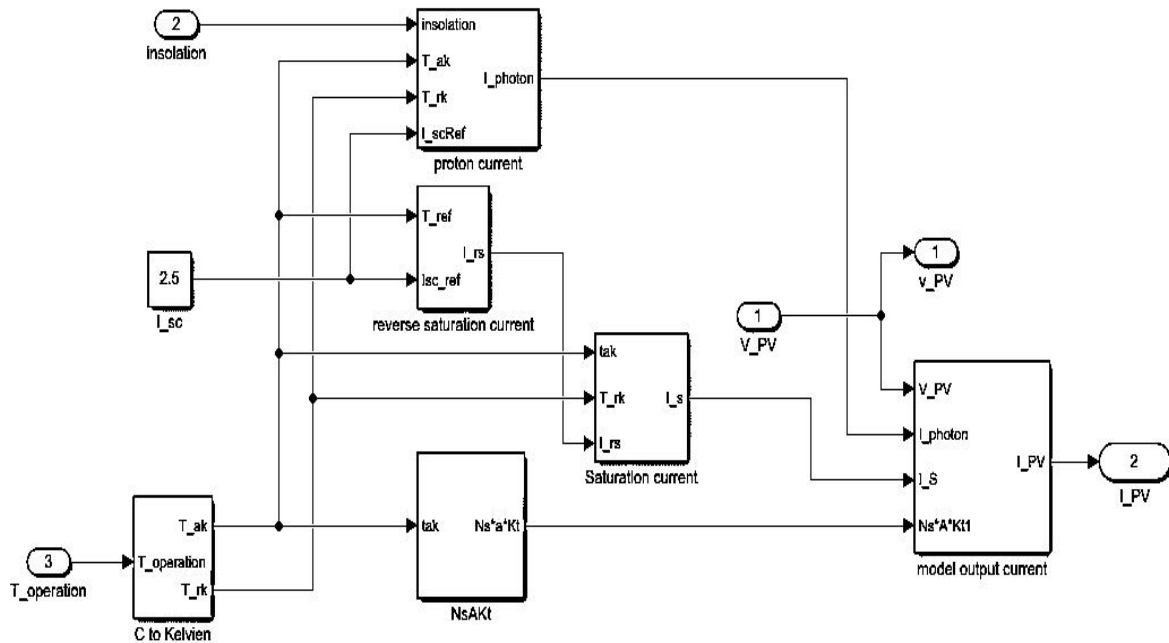 2
insolation
insolation
T_ak
T_rk
I_scRef
I_photon
proton current
T_ref
Isc_ref
I_rs
reverse saturation current
2.5
I_sc
1
v_PV
1
V_PV
tak
T_rk
I_rs
I_s
Saturation current
V_PV
I_photon
I_S
Ns*A*Kt1
I_PV
model output current
2
I_PV
tak
Ns*a*Kt
NsAKt
3
T_operation
T_ak
T_operation
T_rk
C to Kelvien